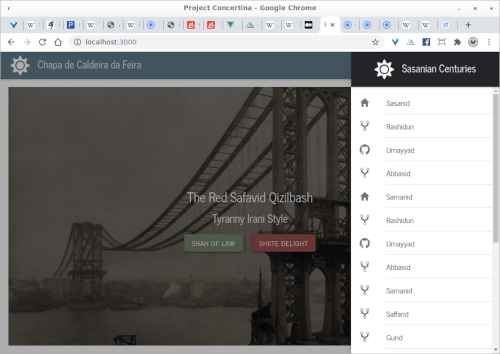 Project Concertina - Google Chrome
localhost:3000
Chapa de Caldeira da Feira
Sasanian Centuries
The Red Safavid Qizilbash
Tyranny Irani Style
SHAH OF LAW
SHIITE DELIGHT
Sasanid
Rashidun
Umayyad
Abbasid
Samanid
Rashidun
Umayyad
Abbasid
Samanid
Saffarid
Gurid